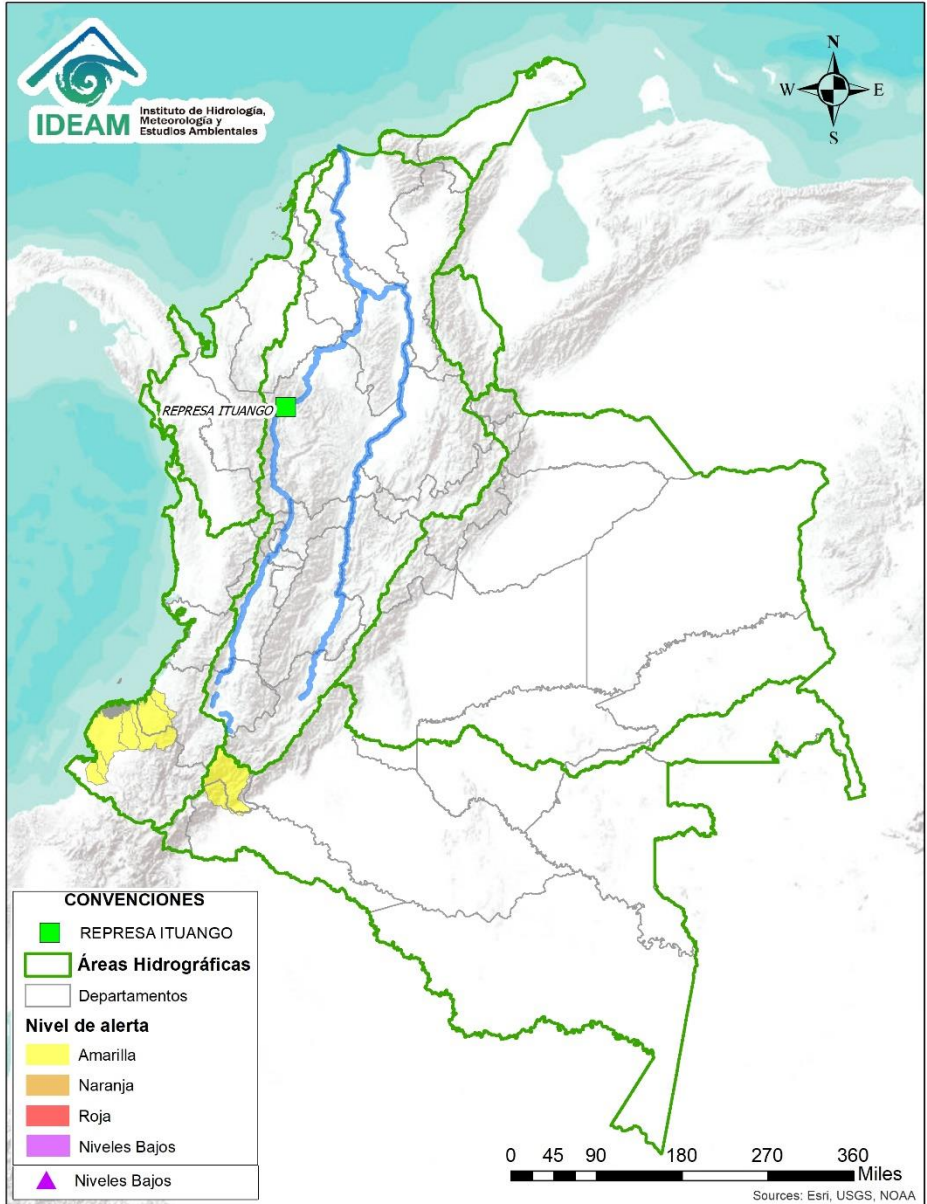 IDEAM
Instituto de Hidrología,
Meteorología y
Estudios Ambientales
N
W E
S
REPRESA ITUANGO
CONVENCIONES
REPRESA ITUANGO
Áreas Hidrográficas
Departamentos
Nivel de alerta
Amarilla
Naranja
Roja
Niveles Bajos
Niveles Bajos
0 45 90 180 270 360
Miles
Sources: Esri, USGS, NOAA